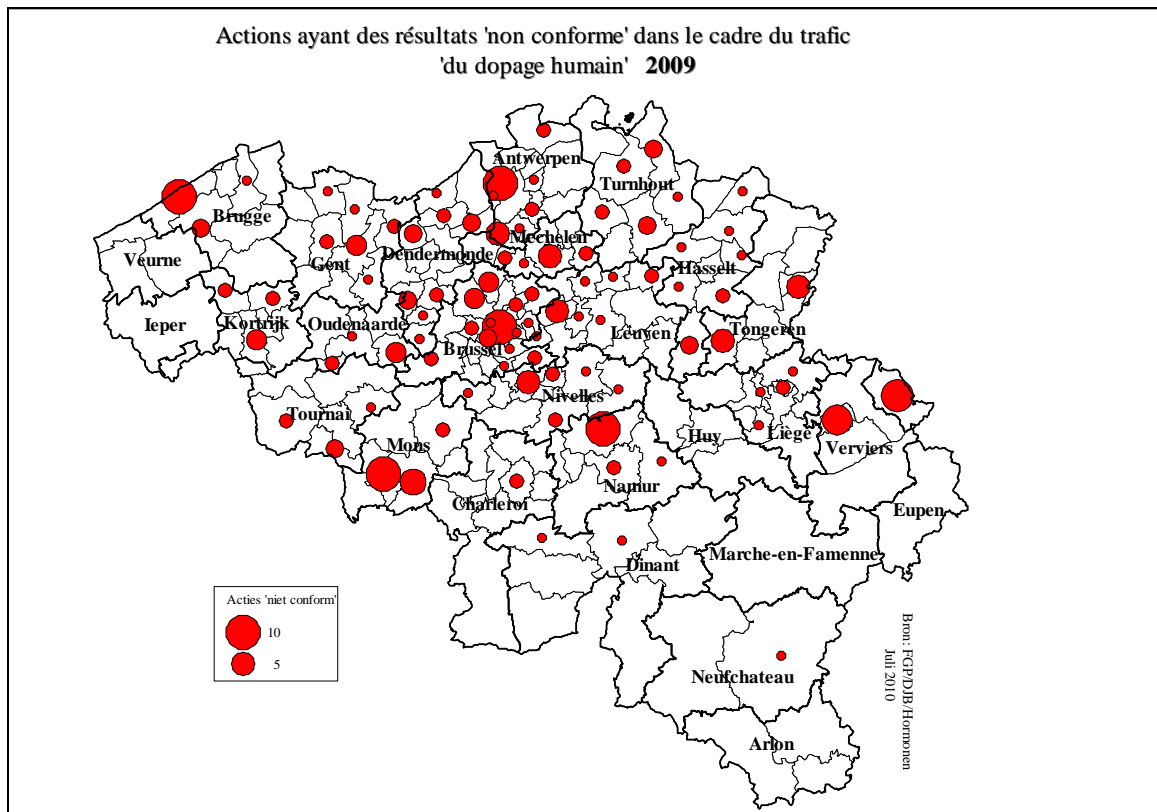 Actions ayant des résultats 'non conforme' dans le cadre du trafic
'du dopage humain' 2009
Antwerpen
Turnhout
Brugge
Mechelen
Dendermonde
Veurne
Gent
Hasselt
Ieper
Kortrijk
Oudenaarde
Leuven
Tongeren
Brussel
Nivelles
Tournai
Mons
Huy
Liège
Verviers
Namur
Charleroi
Eupen
Marche-en-Famenne
Dinant
Acties 'niet conform'
10
5
Neufchateau
Arlon
Bron: FGP/DJB/Hormonen
Juli 2010